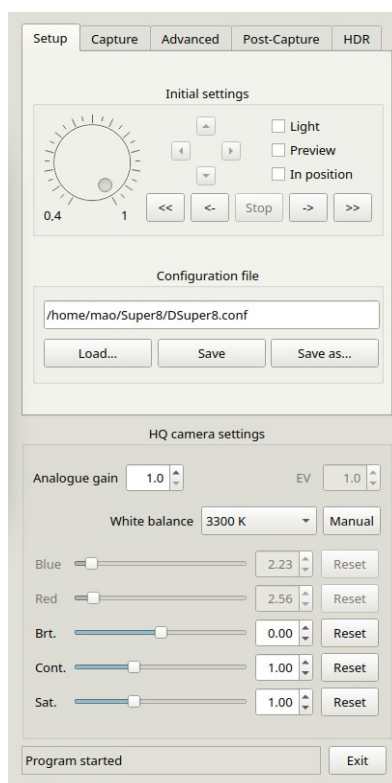 Setup Capture Advanced Post-Capture HDR
Initial settings
Light
Preview
In position
0,4 1 << <- Stop -> >>
Configuration file
/home/mao/Super8/DSuper8.conf
Load... Save Save as...
HQ camera settings
Analogue gain 1.0 EV 1.0
White balance 3300 K Manual
Blue 2.23 Reset
Red 2.56 Reset
Brt. 0.00 Reset
Cont. 1.00 Reset
Sat. 1.00 Reset
Program started Exit